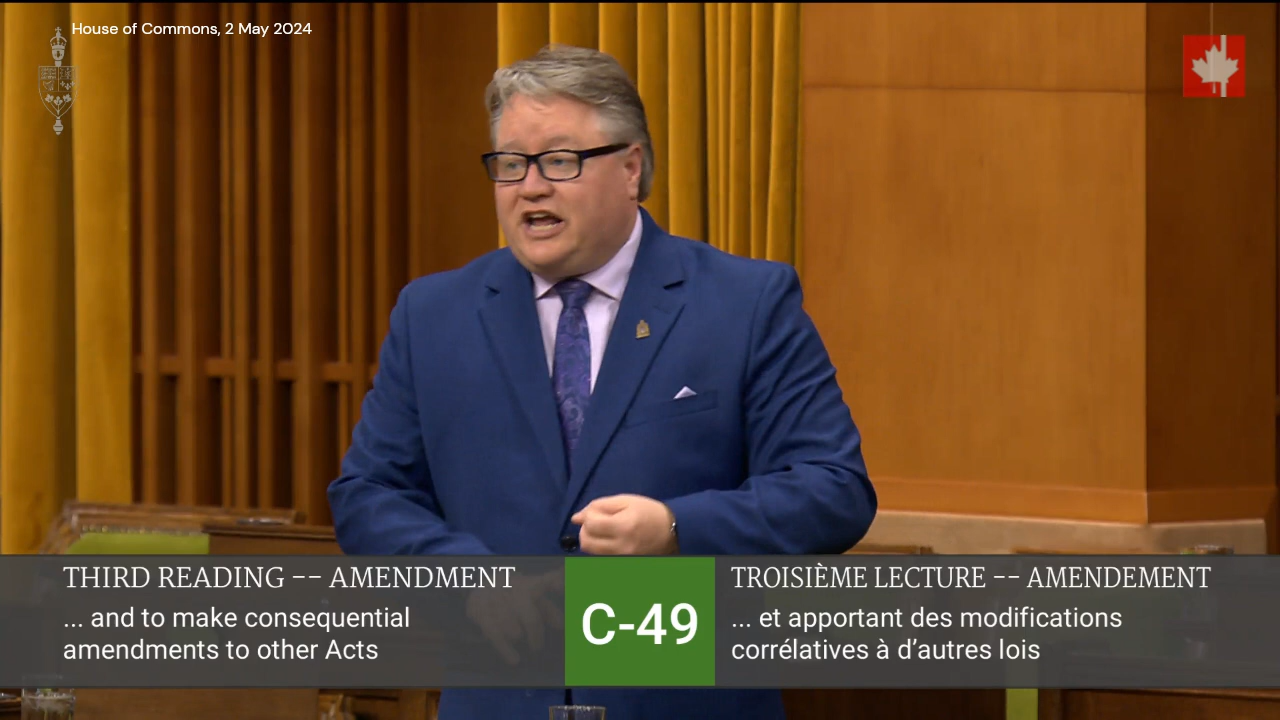 House of Commons, 2 May 2024
THIRD READING -- AMENDMENT
... and to make consequential
amendments to other Acts
C-49
TROISIÈME LECTURE -- AMENDEMENT
... et apportant des modifications
corrélatives à d'autres lois